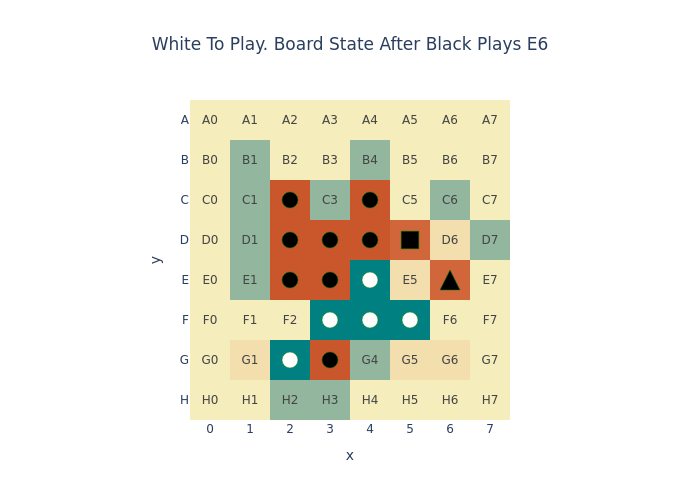 White To Play. Board State After Black Plays E6
A A0 A1 A2 A3 A4 A5 A6 A7
B B0 B1 B2 B3 B4 B5 B6 B7
C C0 C1 C3 C5 C6 C7
D D0 D1 D6 D7
y
E E0 E1 E5 E7
F F0 F1 F2 F6 F7
G G0 G1 G4 G5 G6 G7
H H0 H1 H2 H3 H4 H5 H6 H7
0 1 2 3 4 5 6 7
x